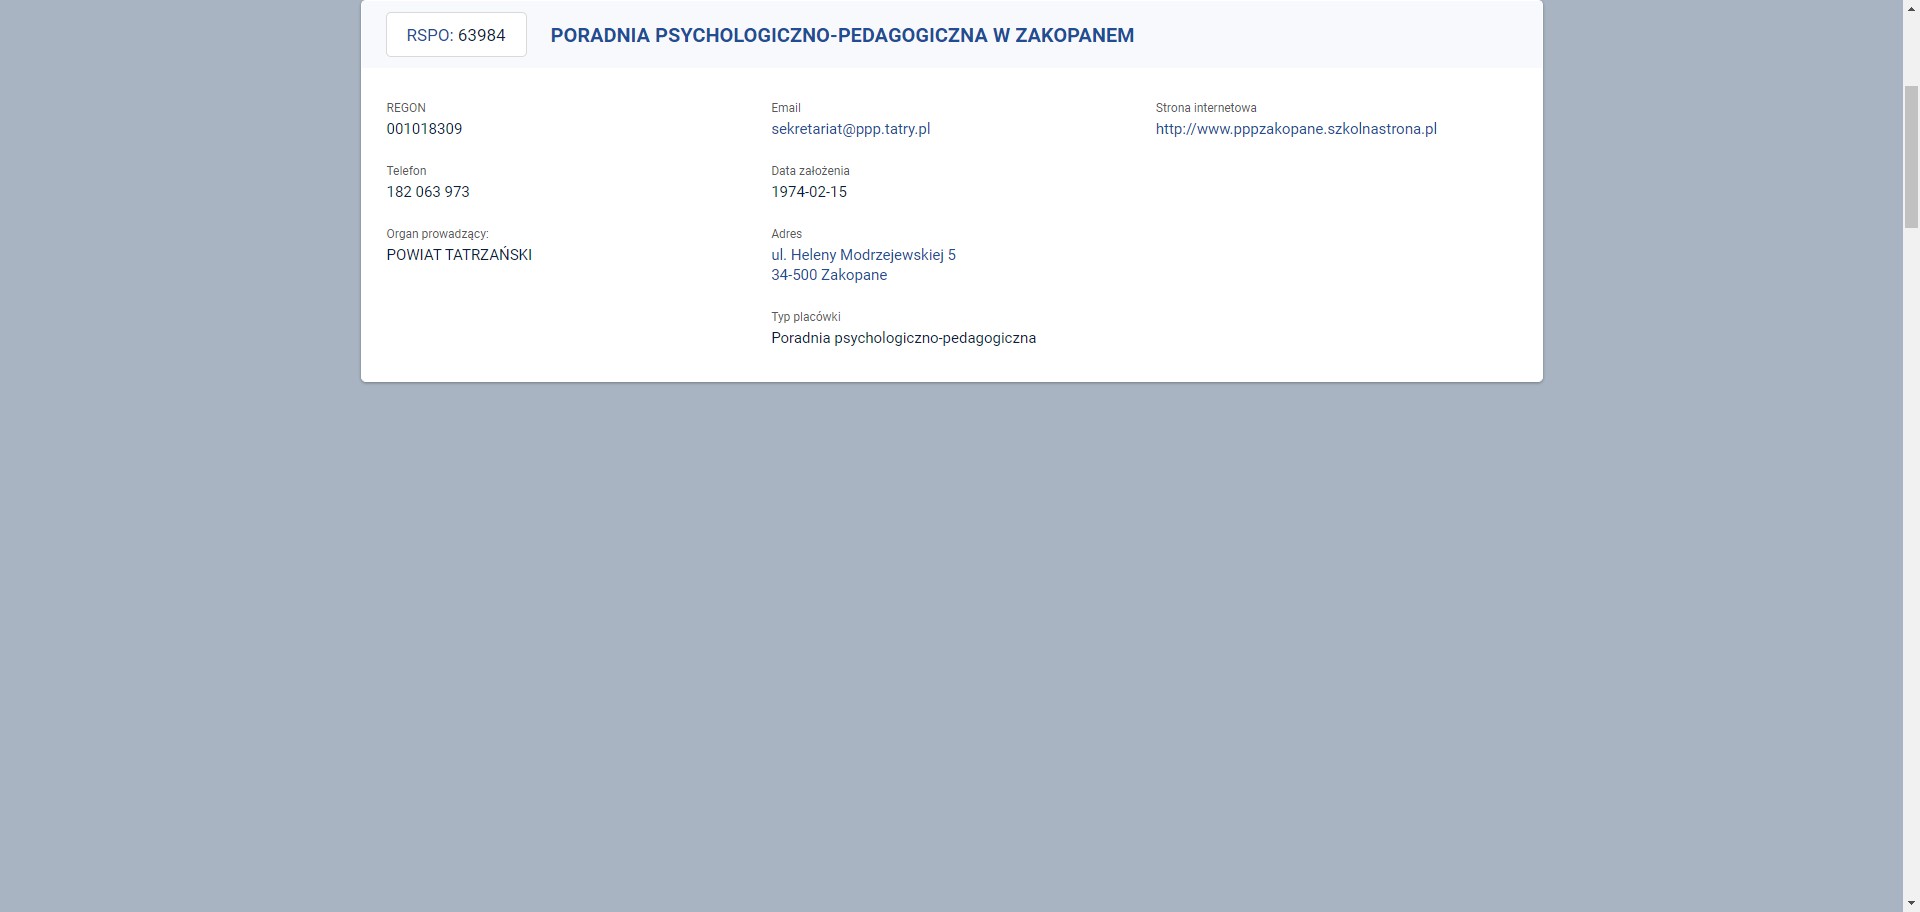 RSPO: 63984
PORADNIA PSYCHOLOGICZNO-PEDAGOGICZNA W ZAKOPANEM
REGON
001018309
Email
sekretariat@ppp.tatry.pl
Strona internetowa
http://www.pppzakopane.szkolnastrona.pl
Telefon
182 063 973
Data założenia
1974-02-15
Organ prowadzący:
POWIAT TATRZAŃSKI
Adres
ul. Heleny Modrzejewskiej 5
34-500 Zakopane
Typ placówki
Poradnia psychologiczno-pedagogiczna